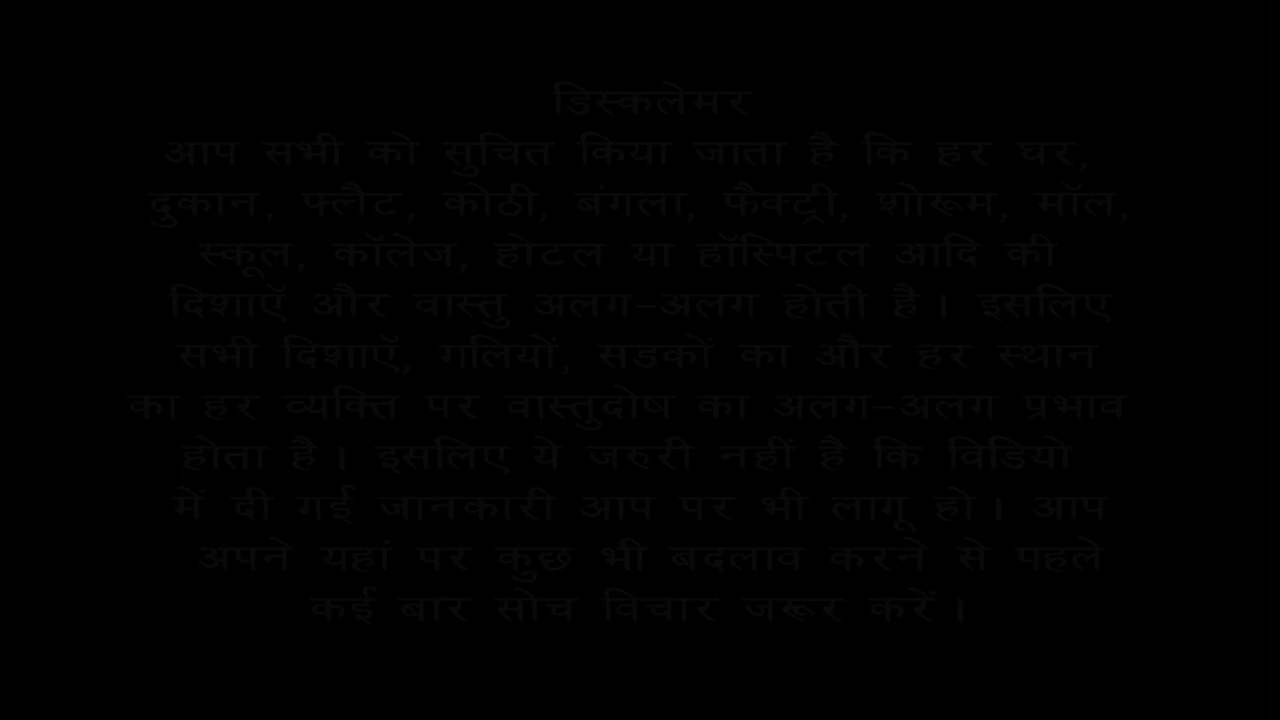 डिस्कलेमर
आप सभी को सुचित किया जाता है कि हर घर,
दुकान, फ्लैट, कोठी, बंगला, फैक्ट्री, शोरूम, मॉल,
स्कूल, कॉलेज, होटल या हॉस्पिटल आदि की
दिशाऐं और वास्तु अलग–अलग होती है। इसलिए
सभी दिशाऐं, गलियों, सडकों का और हर स्थान
का हर व्यक्ति पर वास्तुदोष का अलग–अलग प्रभाव
होता है। इसलिए ये जरुरी नहीं है कि विडियो
में दी गई जानकारी आप पर भी लागू हो। आप
अपने यहां पर कुछ भी बदलाव करने से पहले
कई बार सोच विचार जरूर करें।